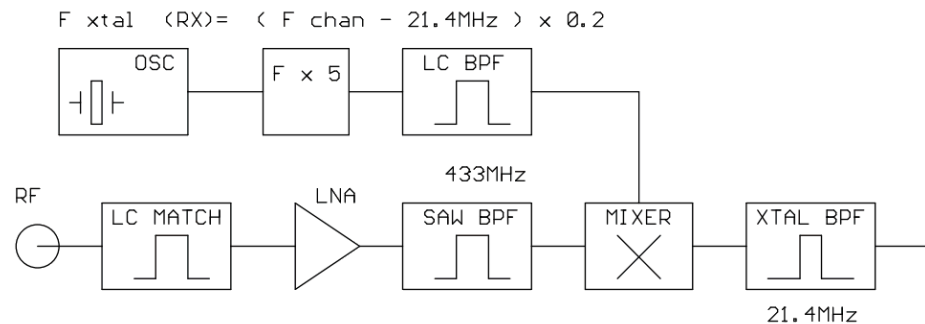 F xtal (RX)= ( F chan - 21.4MHz ) x 0.2
OSC
F x 5
LC BPF
433MHz
RF
LC MATCH
LNA
SAW BPF
MIXER
XTAL BPF
21.4MHz